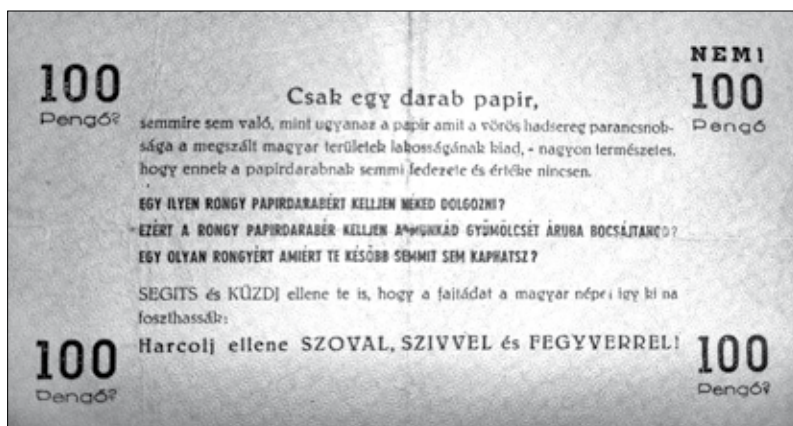 100
Pengő?
NEM!
100
Pengő
Csak egy darab papir,
semmire sem való, mint ugyanaz a papir amit a vörös hadsereg parancsnok-
sága a megszált magyar területek lakosságának kiad, - nagyon természetes,
hogy ennek a papirdarabnak semmi fedezete és értéke nincsen.
EGY ILYEN RONGY PAPIRDARABÉRT KELLJEN NÉKED DOLGOZNI?
EZÉRT A RONGY PAPIRDARABÉR KELLJEN A MUNKÁD GYÜMÖLCSÉT ÁRUBA BOCSÁJTANOD?
EGY OLYAN RONGYÉRT AMIÉRT TE KÉSŐBB SEMMIT SEM KAPHATSZ?
SEGITS és KÜZDJ ellene te is, hogy a fajtádat a magyar népet igy ki na
foszthassák:
Harcolj ellene SZOVAL, SZIVVEL és FEGYVERREL!
100
Pengő?
100
Pengő?